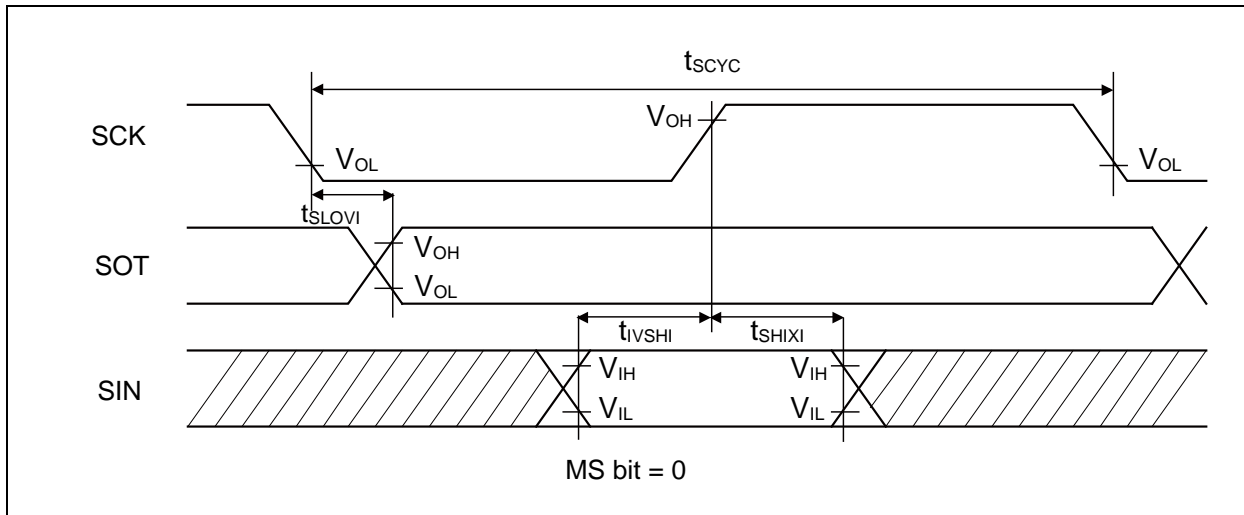 tSCYC
SCK
VOH
VOL
VOL
tSLOVI
SOT
VOH
VOL
tIVSHI
tSHIXI
SIN
VIH
VIH
VIL
VIL
MS bit = 0